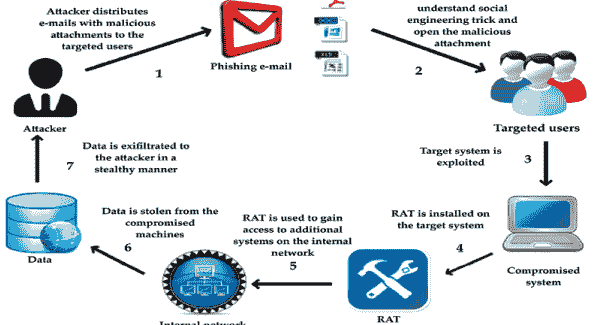 Attacker distributes
e-mails with malicious
attachments to the
targeted users
1
Phishing e-mail
understand social
engineering trick and
open the malicious
attachment
2
Attacker
Targeted users
7
Data is exifiltrated to
the attacker in a
stealthy manner
Target system is
exploited
3
Data is stolen from the
compromised
machines
6
RAT is used to gain
access to additional
systems on the internal
network
5
RAT is installed on
the target system
4
Data
Compromised
system
Internal network
RAT